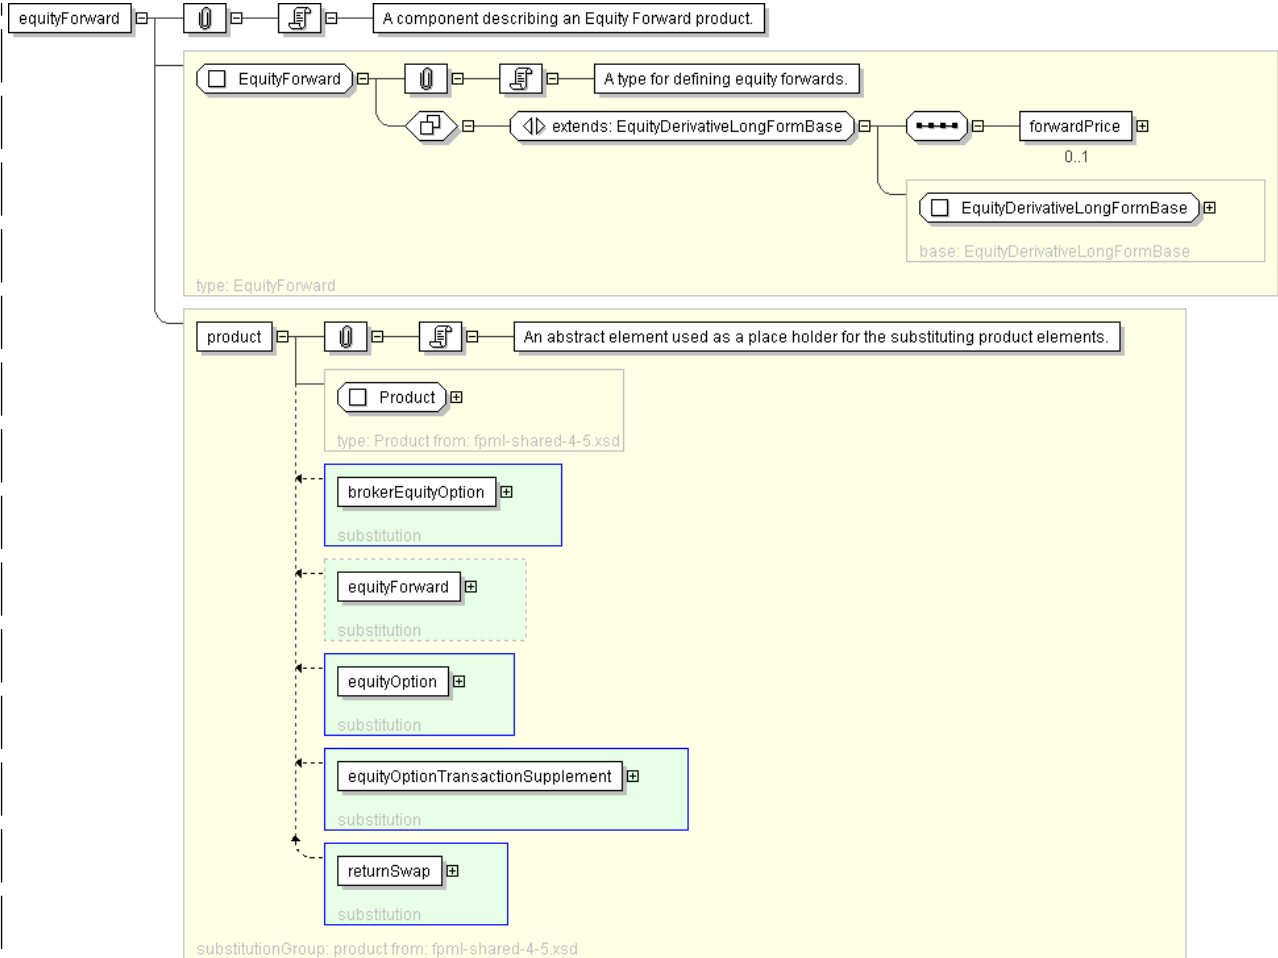 equityForward
A component describing an Equity Forward product.
EquityForward
A type for defining equity forwards.
extends: EquityDerivativeLongFormBase
forwardPrice
0..1
EquityDerivativeLongFormBase
base: EquityDerivativeLongFormBase
type: EquityForward
product
An abstract element used as a place holder for the substituting product elements.
Product
type: Product from: fpml-shared-4-5.xsd
brokerEquityOption
substitution
equityForward
substitution
equityOption
substitution
equityOptionTransactionSupplement
substitution
returnSwap
substitution
substitutionGroup: product from: fpml-shared-4-5.xsd